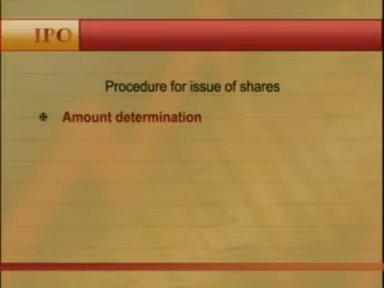 IPO
Procedure for issue of shares
✠ Amount determination